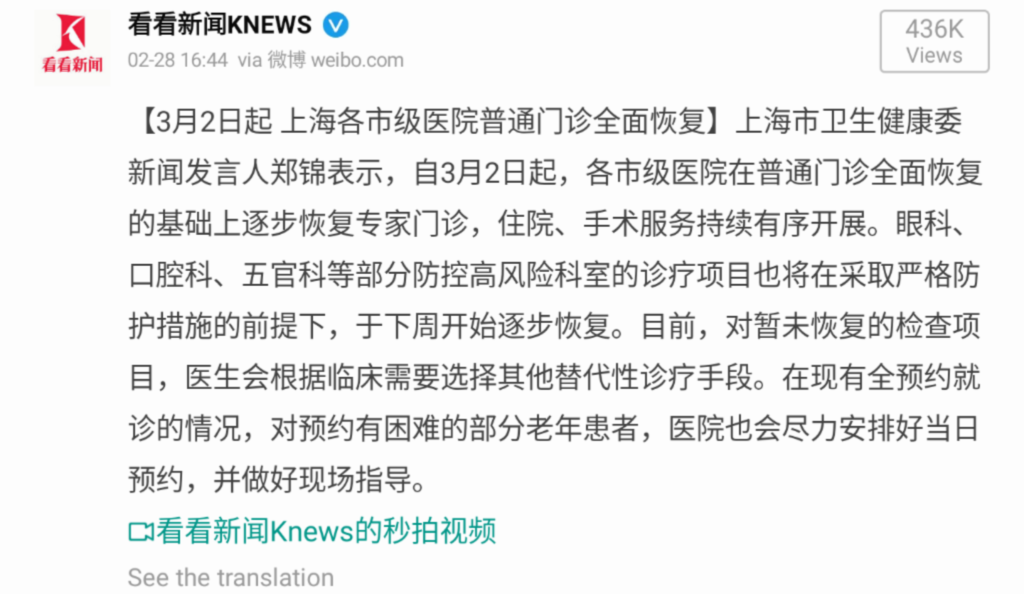 看看新闻KNEWS
436K
Views
看看新闻
02-28 16:44 via 微博 weibo.com
【3月2日起 上海各市级医院普通门诊全面恢复】上海市卫生健康委
新闻发言人郑锦表示，自3月2日起，各市级医院在普通门诊全面恢复
的基础上逐步恢复专家门诊，住院、手术服务持续有序开展。眼科、
口腔科、五官科等部分防控高风险科室的诊疗项目也将在采取严格防
护措施的前提下，于下周开始逐步恢复。目前，对暂未恢复的检查项
目，医生会根据临床需要选择其他替代性诊疗手段。在现有全预约就
诊的情况，对预约有困难的部分老年患者，医院也会尽力安排好当日
预约，并做好现场指导。
看看新闻Knews的秒拍视频
See the translation